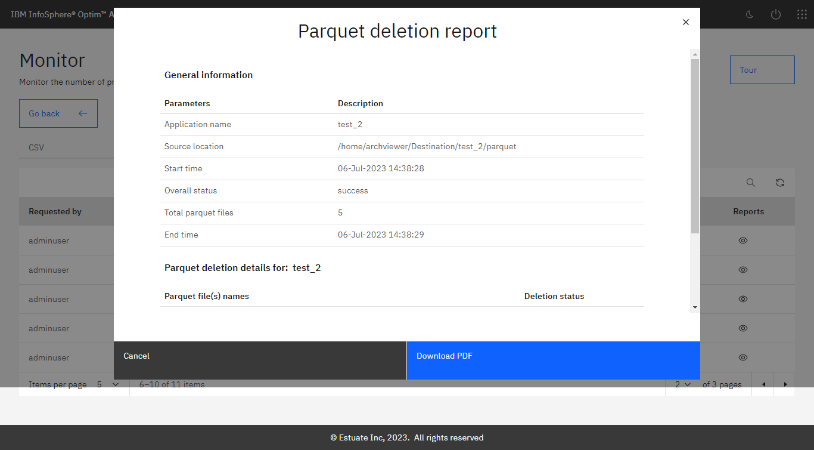 IBM InfoSphere® Optim™ A
Parquet deletion report
Monitor
Monitor the number of pr
Tour
Go back
CSV
General information
Parameters Description
Application name test_2
Source location /home/archviewer/Destination/test_2/parquet
Start time 06-Jul-2023 14:38:28
Overall status success
Total parquet files 5
End time 06-Jul-2023 14:38:29
Parquet deletion details for: test_2
Parquet file(s) names Deletion status
Requested by Reports
adminuser
adminuser
adminuser
adminuser
adminuser
Cancel Download PDF
Items per page 5 6–10 of 11 items 2 of 3 pages
© Estuate Inc, 2023. All rights reserved